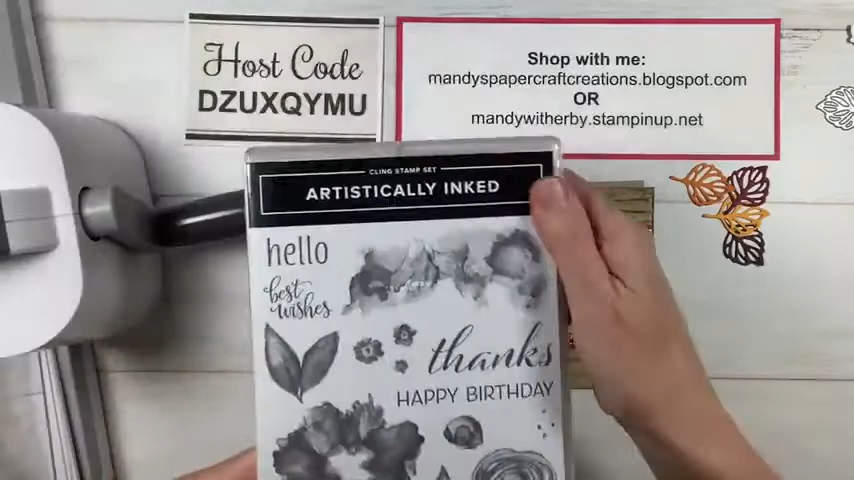 Host Code
DZUXQYMU
Shop with me:
mandyspapercraftcreations.blogspot.com
OR
mandywitherby.stampinup.net
CLING STAMP SET
ARTISTICALLY INKED
hello
best
wishes
thanks
HAPPY BIRTHDAY